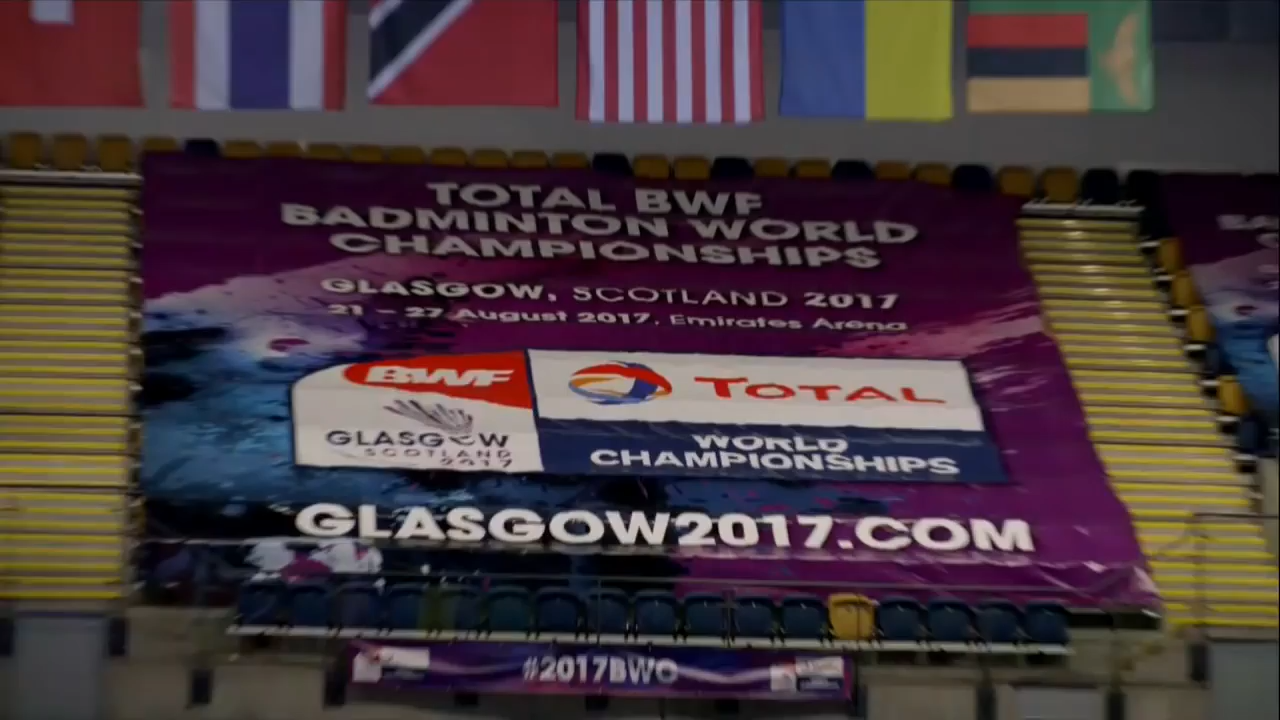 TOTAL BWF
BADMINTON WORLD
CHAMPIONSHIPS
GLASGOW, SCOTLAND 2017
21 – 27 August 2017, Emirates Arena
BWF
TOTAL
GLASGOW
SCOTLAND
2017
WORLD
CHAMPIONSHIPS
GLASGOW2017.COM
#2017BWC